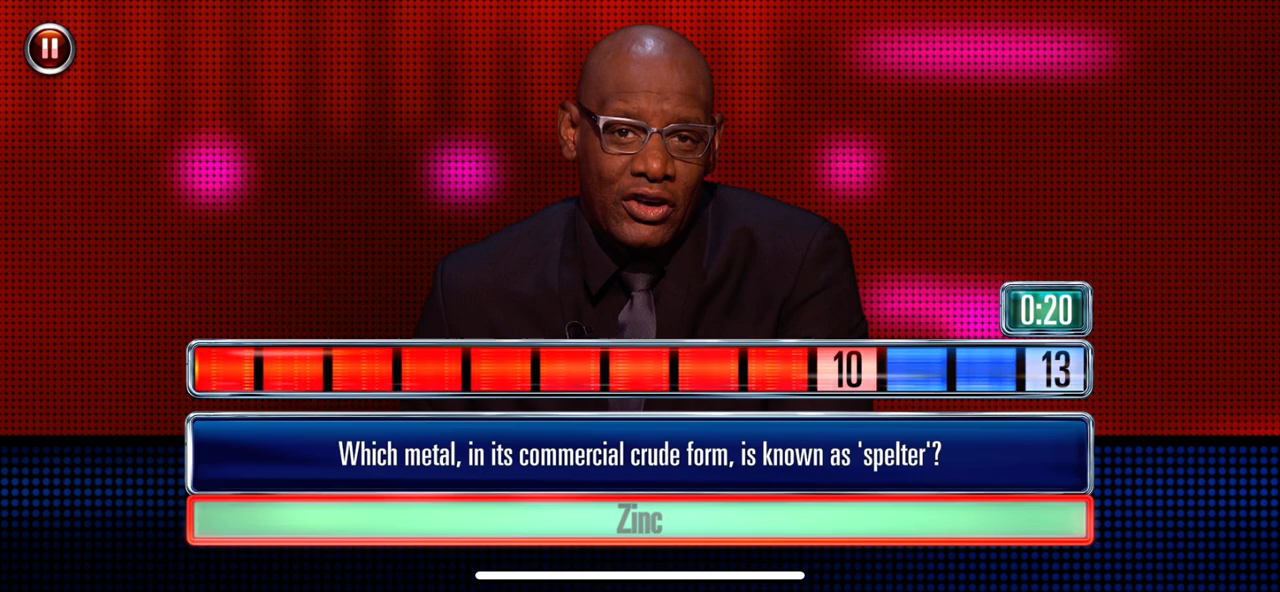 0:20
10
13
Which metal, in its commercial crude form, is known as 'spelter'?
Zinc